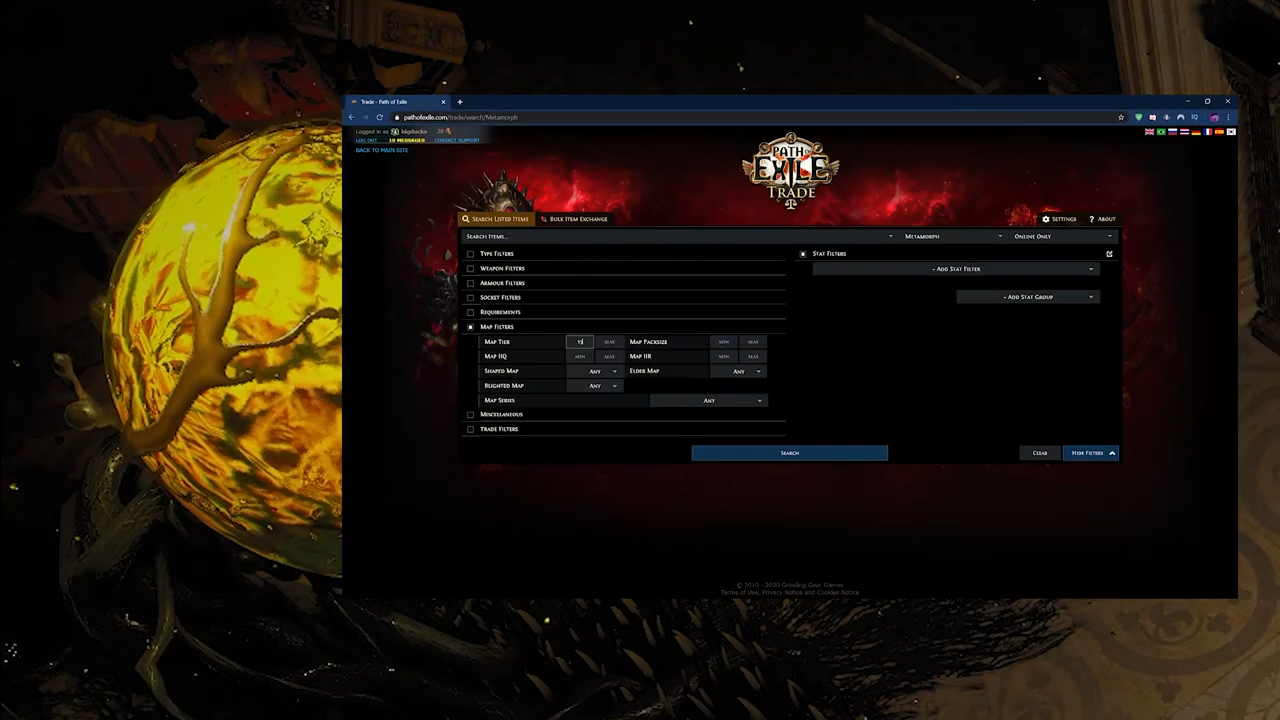 Trade - Path of Exile
pathofexile.com/trade/search/Metamorph
Logged in as bigducks 28
LOG OUT 10 MESSAGES CONTACT SUPPORT
BACK TO MAIN SITE
PATH OF EXILE
TRADE
SEARCH LISTED ITEMS BULK ITEM EXCHANGE SETTINGS ? ABOUT
SEARCH ITEMS... METAMORPH ONLINE ONLY
TYPE FILTERS STAT FILTERS
WEAPON FILTERS + ADD STAT FILTER
ARMOUR FILTERS
SOCKET FILTERS + ADD STAT GROUP
REQUIREMENTS
MAP FILTERS
MAP TIER MAX MAP PACKSIZE MIN MAX
MAP IIQ MIN MAX MAP IIR MIN MAX
SHAPED MAP ANY ELDER MAP ANY
BLIGHTED MAP ANY
MAP SERIES ANY
MISCELLANEOUS
TRADE FILTERS
SEARCH CLEAR HIDE FILTERS
Terms of Use, Privacy Notice and Cookies Notice